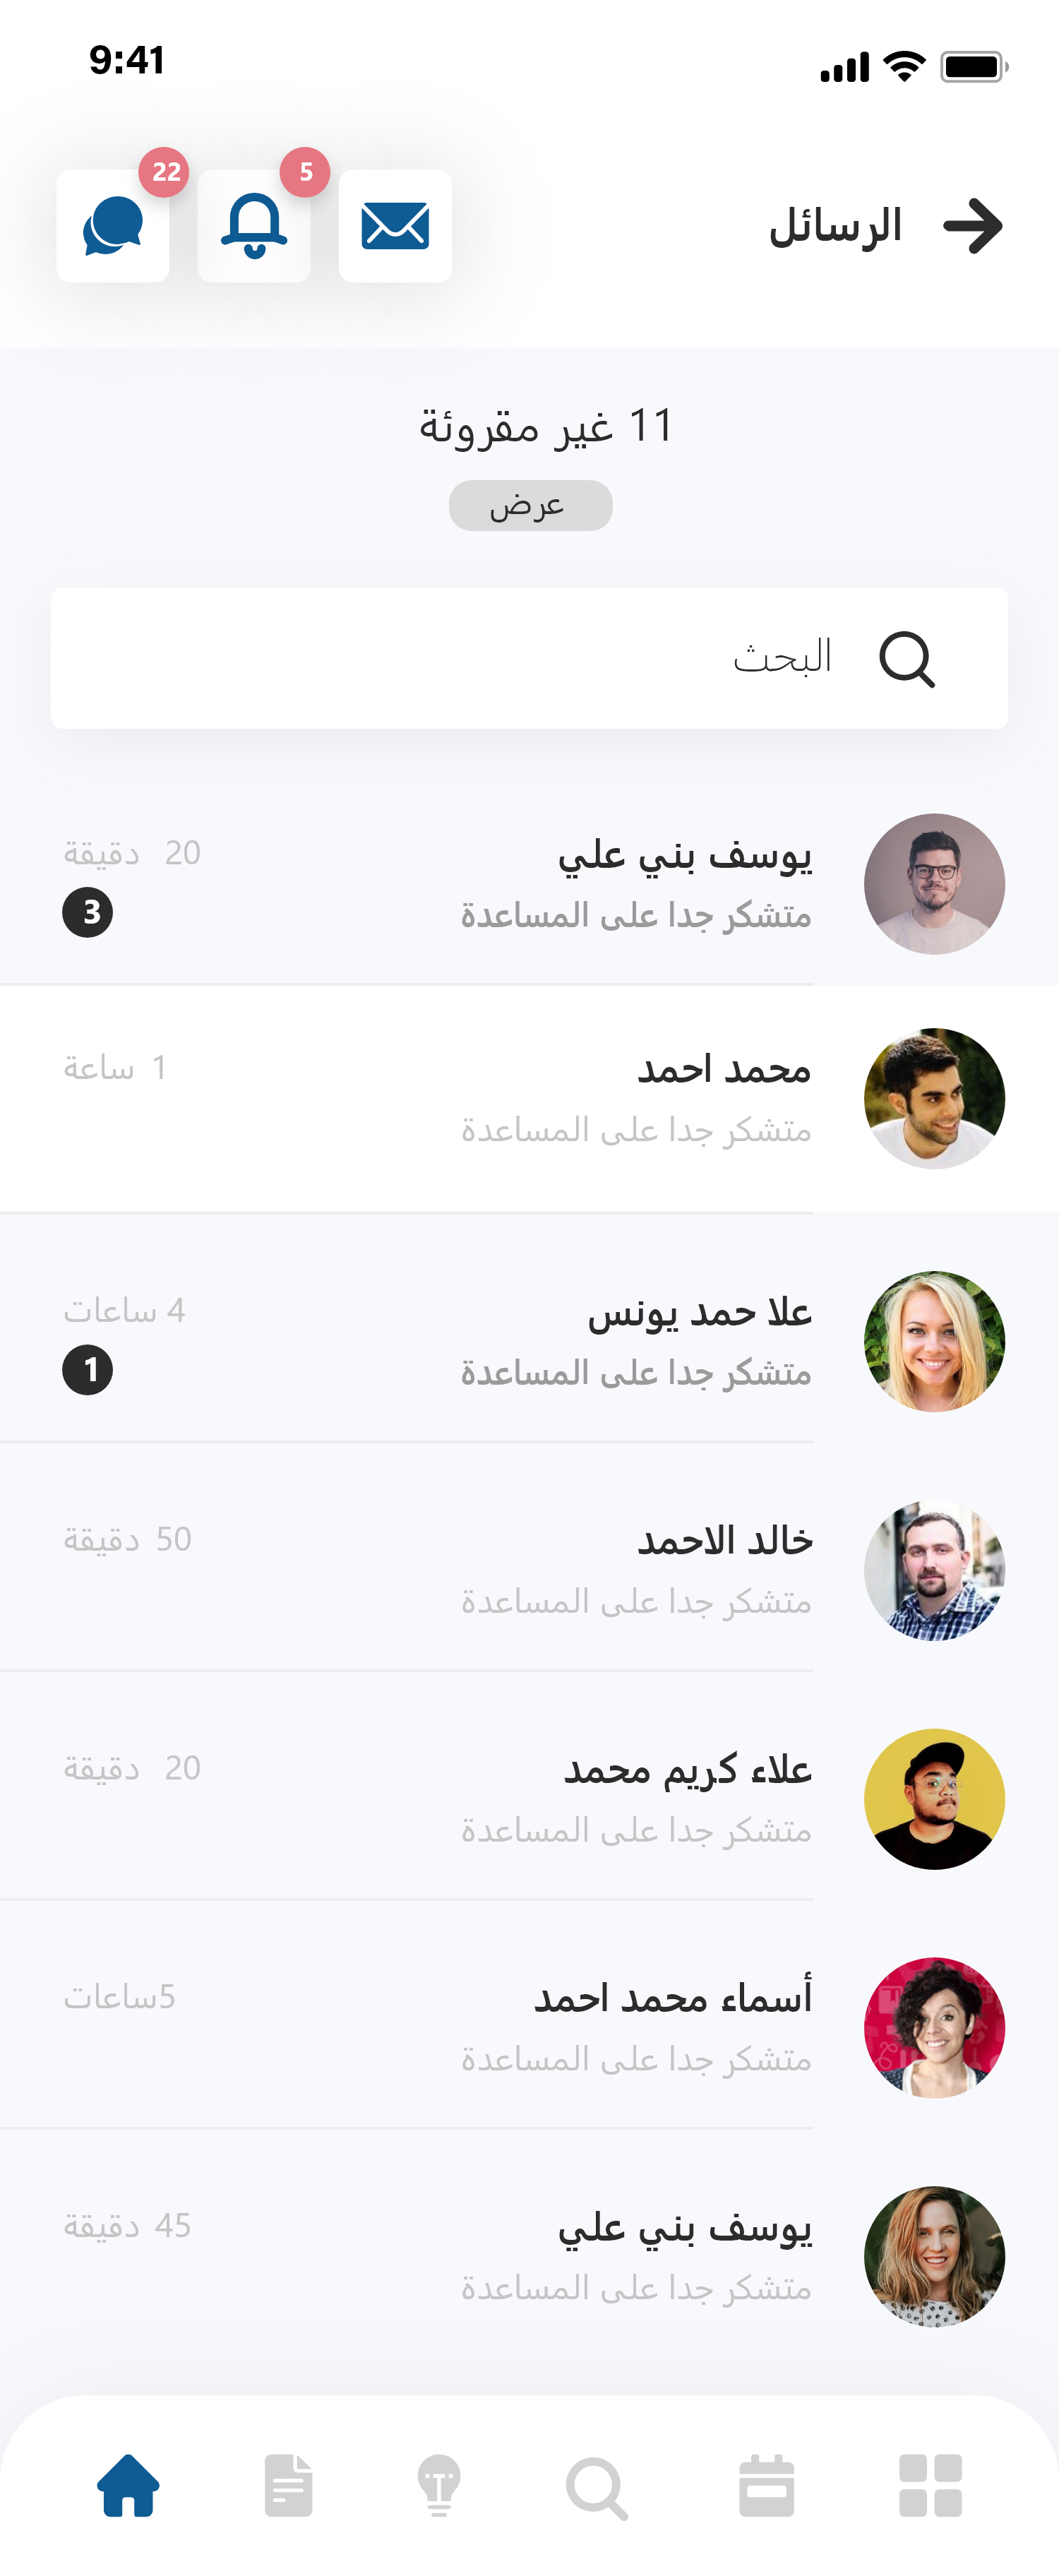 9:41
الرسائل
5
22
11 غير مقروئة
عرض
البحث
يوسف بني علي
20 دقيقة
متشكر جدا على المساعدة
3
محمد احمد
1 ساعة
متشكر جدا على المساعدة
علا حمد يونس
4 ساعات
متشكر جدا على المساعدة
1
خالد الاحمد
50 دقيقة
متشكر جدا على المساعدة
علاء كريم محمد
20 دقيقة
متشكر جدا على المساعدة
أسماء محمد احمد
5ساعات
متشكر جدا على المساعدة
يوسف بني علي
45 دقيقة
متشكر جدا على المساعدة